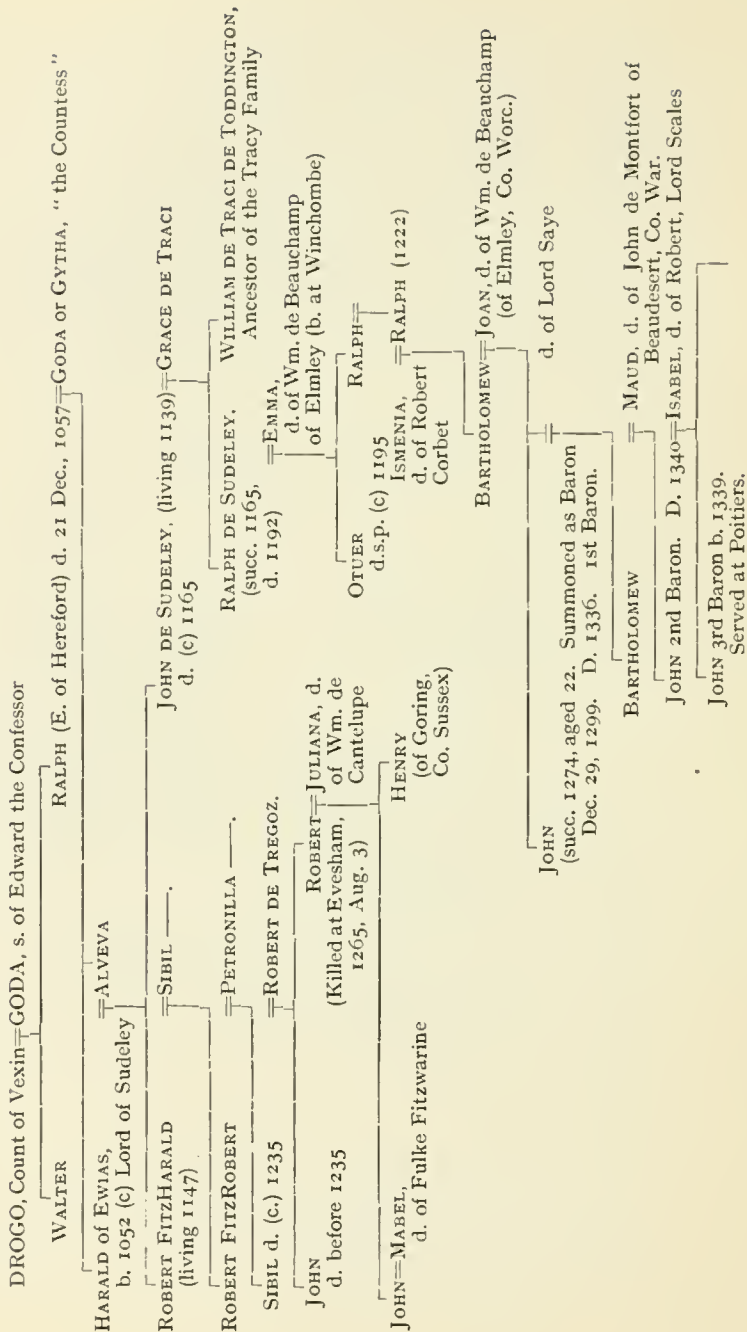 DROGO, Count of Vexin=GODA, s. of Edward the Confessor
WALTER
RALPH (E. of Hereford) d. 21 Dec., 1057=GODA or GYTHA, "the Countess"
HARALD of EWIAS,
b. 1052 (c) Lord of Sudeley
=ALVEVA
ROBERT FITZHARALD
(living 1147)
=SIBIL ——.
JOHN DE SUDELEY, (living 1139)=GRACE DE TRACI
d. (c) 1165
ROBERT FITZROBERT
=PETRONILLA ——.
RALPH DE SUDELEY,
(succ. 1165,
d. 1192)
=EMMA,
d. of Wm. de Beauchamp
of Elmley (b. at Winchombe)
WILLIAM DE TRACI DE TODDINGTON,
Ancestor of the Tracy Family
SIBIL d. (c.) 1235
=ROBERT DE TREGOZ.
OTUER
d.s.p. (c) 1195
RALPH=
JOHN
d. before 1235
ROBERT=JULIANA, d.
of Wm. de
Cantelupe
(Killed at Evesham,
1265, Aug. 3)
ISMENIA,
d. of Robert
Corbet
=RALPH (1222)
JOHN=MABEL,
d. of Fulke Fitzwarine
HENRY
(of Goring,
Co. Sussex)
BARTHOLOMEW=JOAN, d. of Wm. de Beauchamp
(of Elmley, Co. Worc.)
JOHN
(succ. 1274, aged 22. Summoned as Baron
Dec. 29, 1299. D. 1336. 1st Baron.
=
d. of Lord Saye
BARTHOLOMEW
=
MAUD, d. of John de Montfort of
Beaudesert, Co. War.
JOHN 2nd Baron. D. 1340=ISABEL, d. of Robert, Lord Scales
JOHN 3rd Baron b. 1339.
Served at Poitiers.